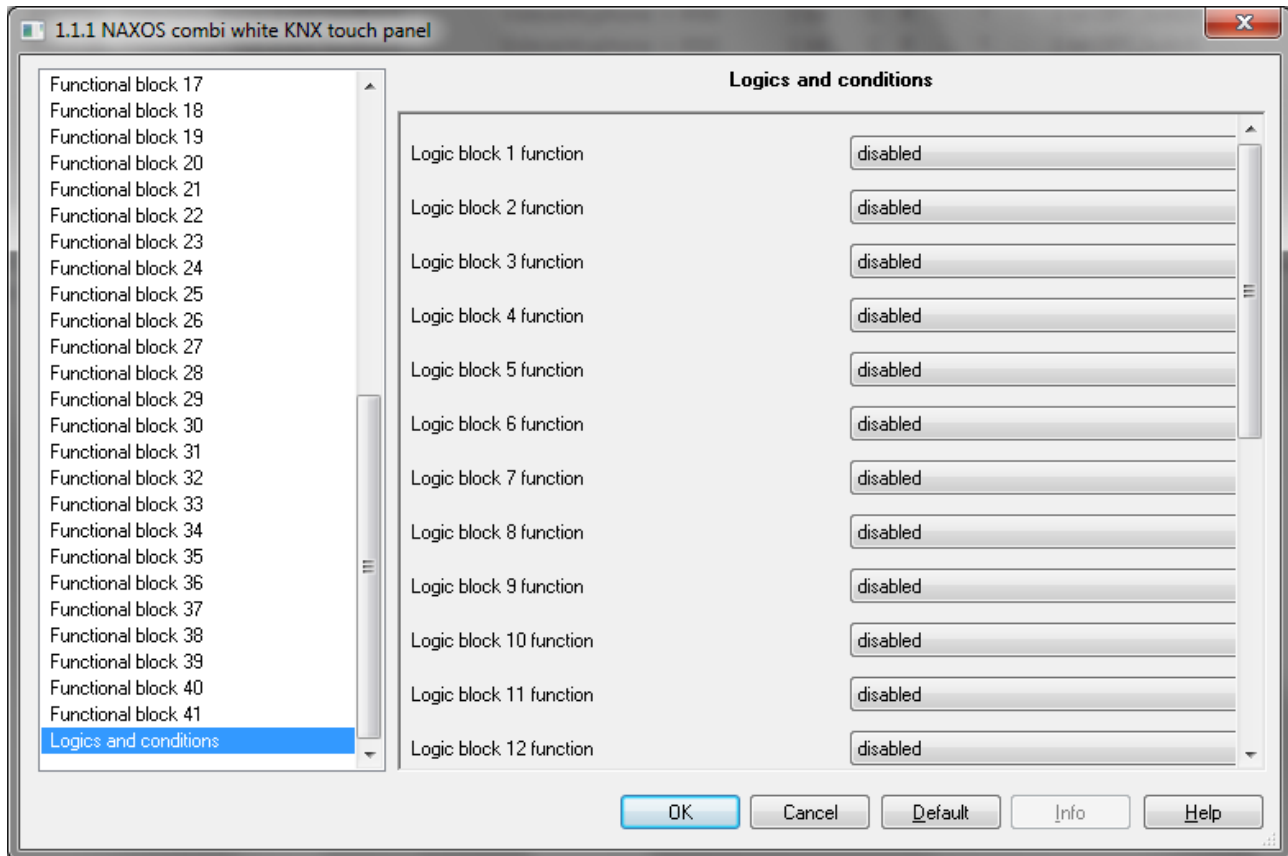 1.1.1 NAXOS combi white KNX touch panel
Functional block 17
Functional block 18
Functional block 19
Functional block 20
Functional block 21
Functional block 22
Functional block 23
Functional block 24
Functional block 25
Functional block 26
Functional block 27
Functional block 28
Functional block 29
Functional block 30
Functional block 31
Functional block 32
Functional block 33
Functional block 34
Functional block 35
Functional block 36
Functional block 37
Functional block 38
Functional block 39
Functional block 40
Functional block 41
Logics and conditions
Logics and conditions
Logic block 1 function disabled
Logic block 2 function disabled
Logic block 3 function disabled
Logic block 4 function disabled
Logic block 5 function disabled
Logic block 6 function disabled
Logic block 7 function disabled
Logic block 8 function disabled
Logic block 9 function disabled
Logic block 10 function disabled
Logic block 11 function disabled
Logic block 12 function disabled
OK Cancel Default Info Help